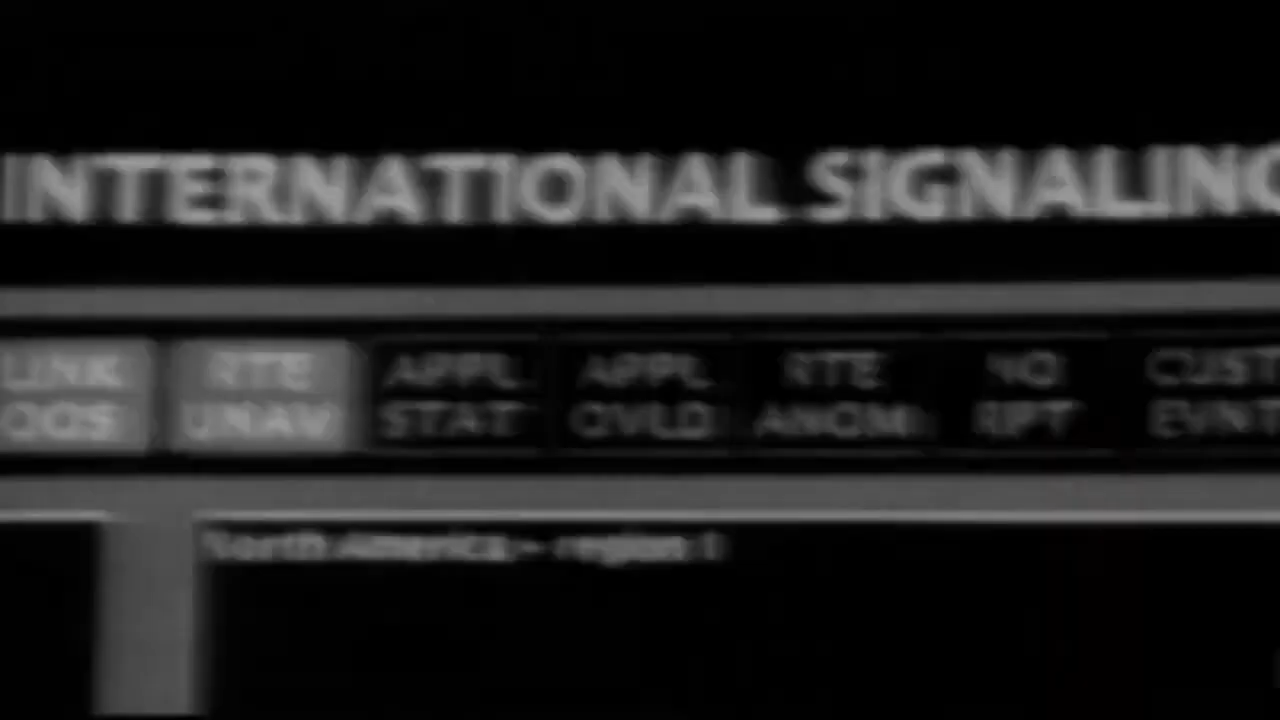 INTERNATIONAL SIGNALING
LINK RTE APPL APPL RTE NO CUST
QOS UNAV STAT OVLD ANOM RPT EVNT
North America - region 1